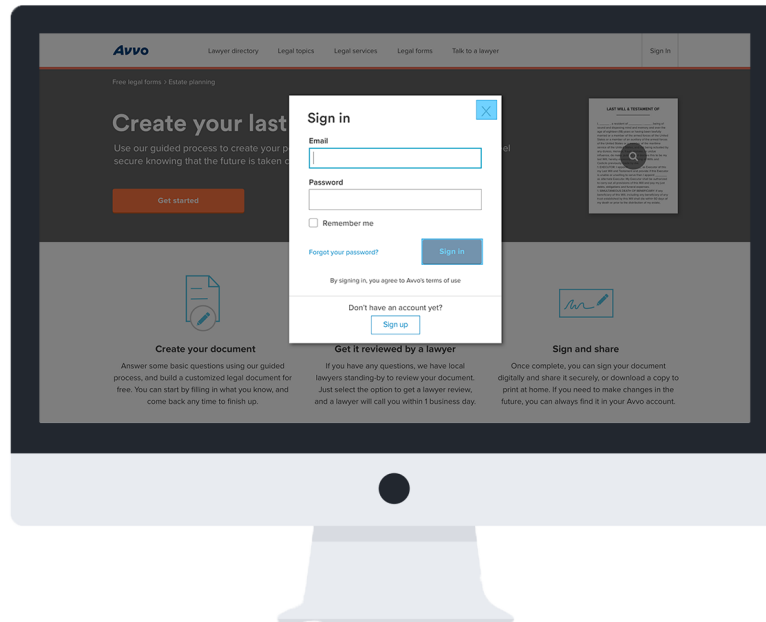 Avvo
Lawyer directory
Legal topics
Legal services
Legal forms
Talk to a lawyer
Sign In
Free legal forms > Estate planning
Create your last
Use our guided process to create your
secure knowing that the future is taken
Get started
LAST WILL & TESTAMENT OF
Sign in
Email
Password
Remember me
Forgot your password?
Sign in
By signing in, you agree to Avvo's terms of use
Don't have an account yet?
Sign up
Create your document
Answer some basic questions using our guided
process, and build a customized legal document for
free. You can start by filling in what you know, and
come back any time to finish up.
Get it reviewed by a lawyer
If you have any questions, we have local
lawyers standing-by to review your document.
Just select the option to get a lawyer review,
and a lawyer will call you within 1 business day.
Sign and share
Once complete, you can sign your document
digitally and share it securely, or download a copy to
print at home. If you need to make changes in the
future, you can always find it in your Avvo account.